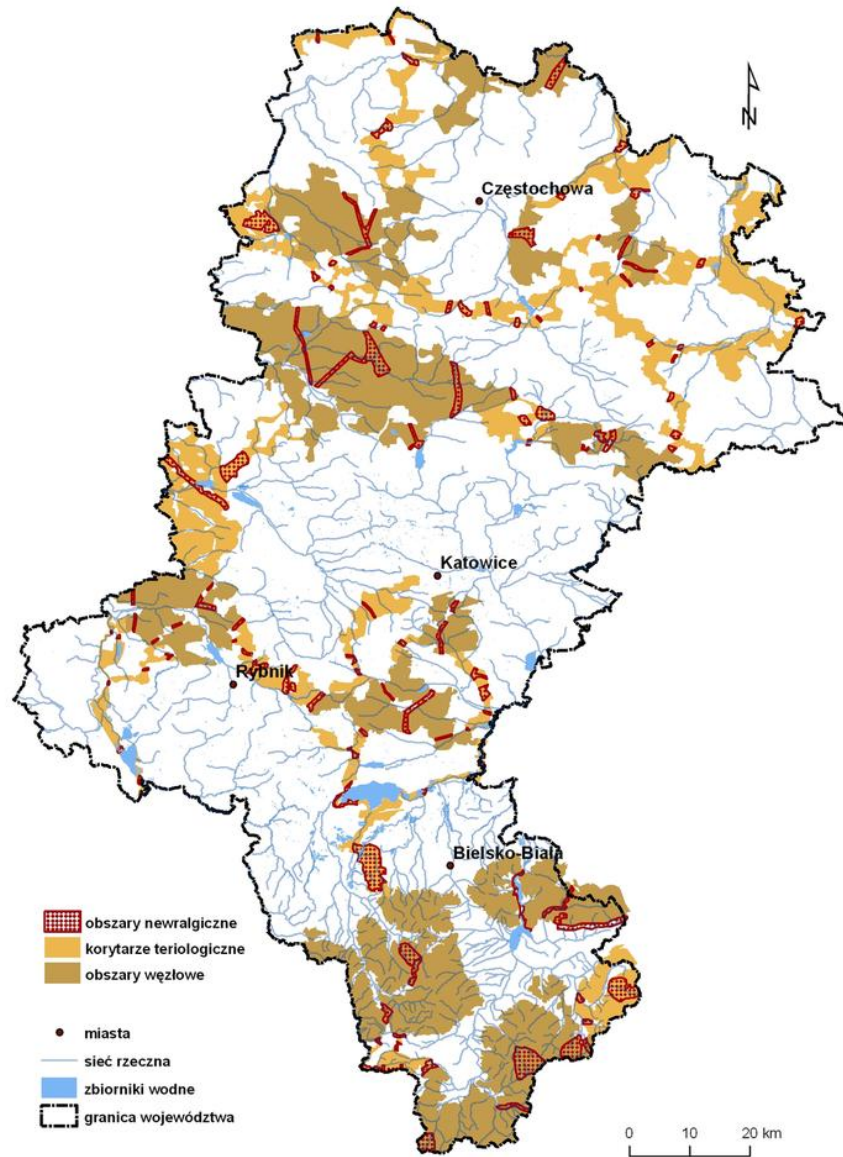 N
Częstochowa
Katowice
Rybnik
Bielsko-Biała
obszary newralgiczne
korytarze teriologiczne
obszary węzłowe
miasta
sieć rzeczna
zbiorniki wodne
granica województwa
0 10 20 km